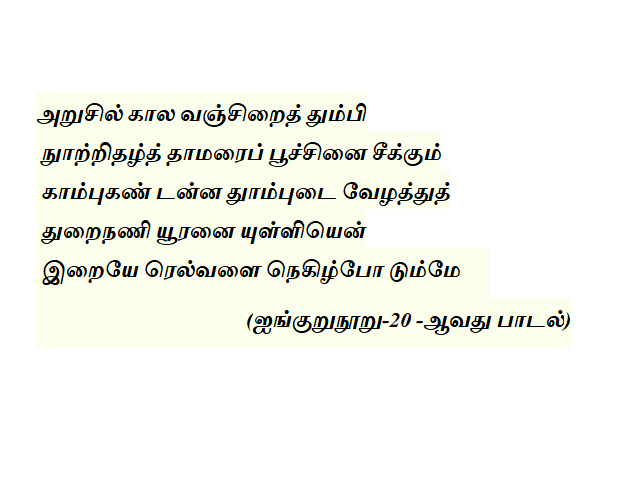 அறுசில் கால வஞ்சிறைத் தும்பி
நூற்றிதழ்த் தாமரைப் பூச்சினை சீக்கும்
காம்புகண் டன்ன தூம்புடை வேழத்துத்
துறைநணி யூரனை யுள்ளியென்
இறையே ரெல்வளை நெகிழ்போ டும்மே
(ஐங்குறுநூறு-20 -ஆவது பாடல்)